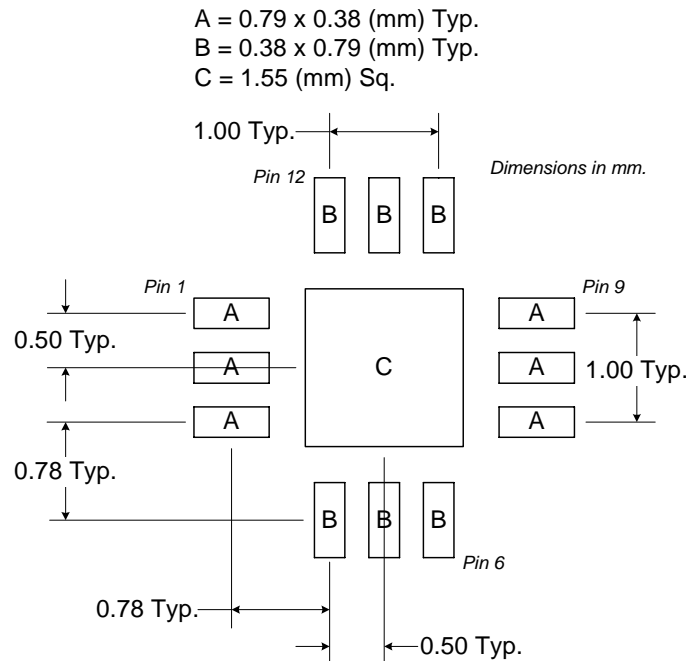 A = 0.79 x 0.38 (mm) Typ.
B = 0.38 x 0.79 (mm) Typ.
C = 1.55 (mm) Sq.
1.00 Typ.
Pin 12
Dimensions in mm.
B B B
Pin 1
Pin 9
A
A
0.50 Typ.
A
C
A
1.00 Typ.
A
A
0.78 Typ.
B B B
Pin 6
0.78 Typ.
0.50 Typ.